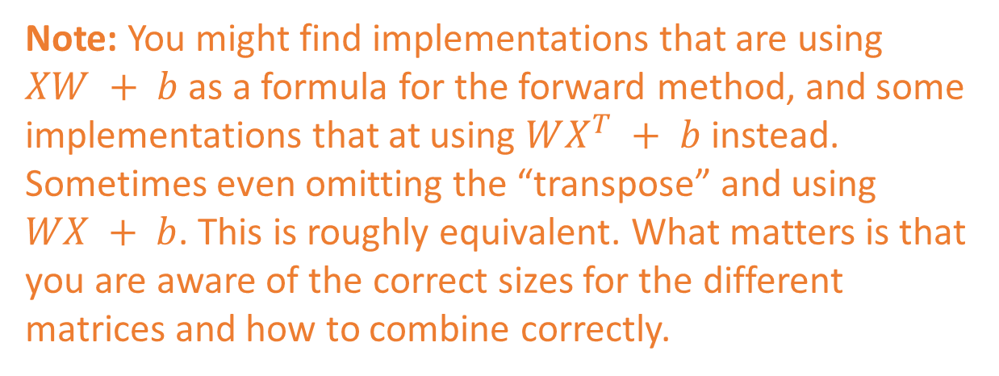 Note: You might find implementations that are using
XW + b as a formula for the forward method, and some
implementations that at using WXᵀ + b instead.
Sometimes even omitting the “transpose” and using
WX + b. This is roughly equivalent. What matters is that
you are aware of the correct sizes for the different
matrices and how to combine correctly.